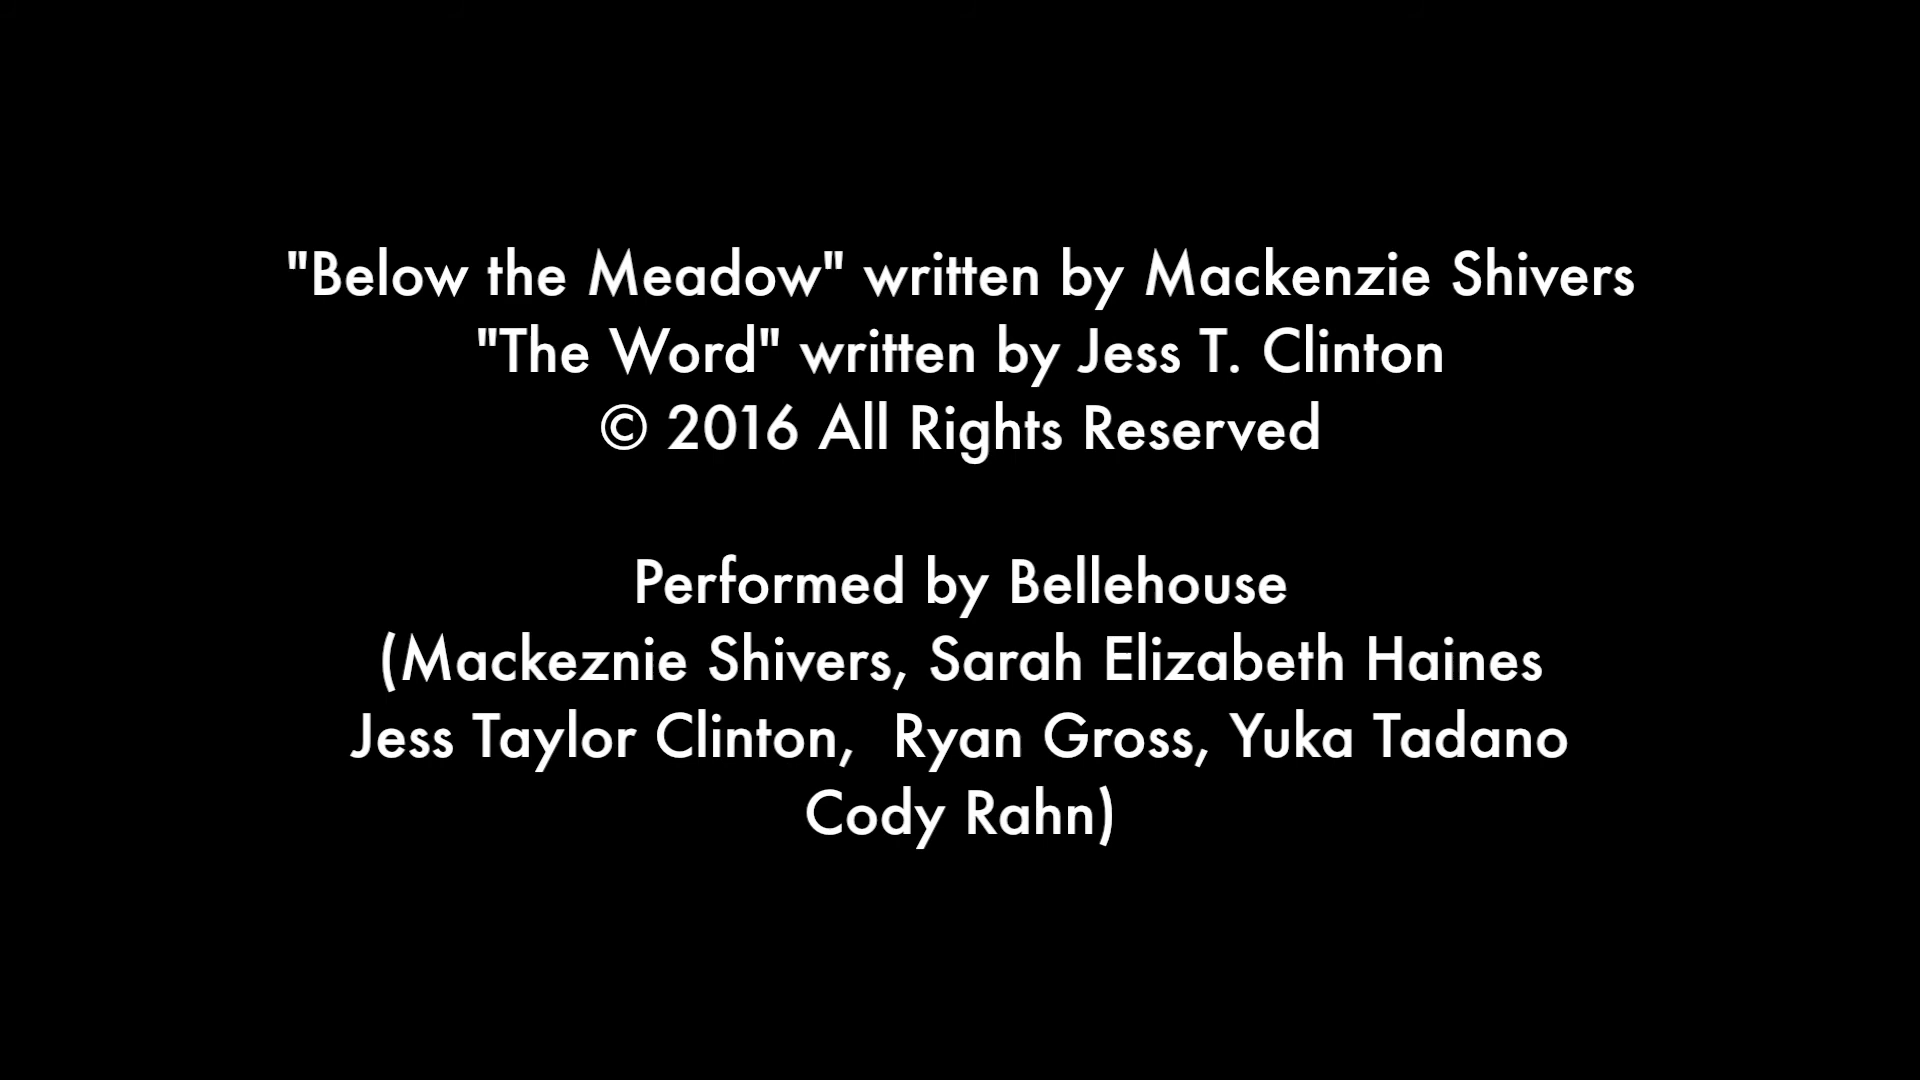 "Below the Meadow" written by Mackenzie Shivers
"The Word" written by Jess T. Clinton
© 2016 All Rights Reserved
Performed by Bellehouse
(Mackeznie Shivers, Sarah Elizabeth Haines
Jess Taylor Clinton,  Ryan Gross, Yuka Tadano
Cody Rahn)